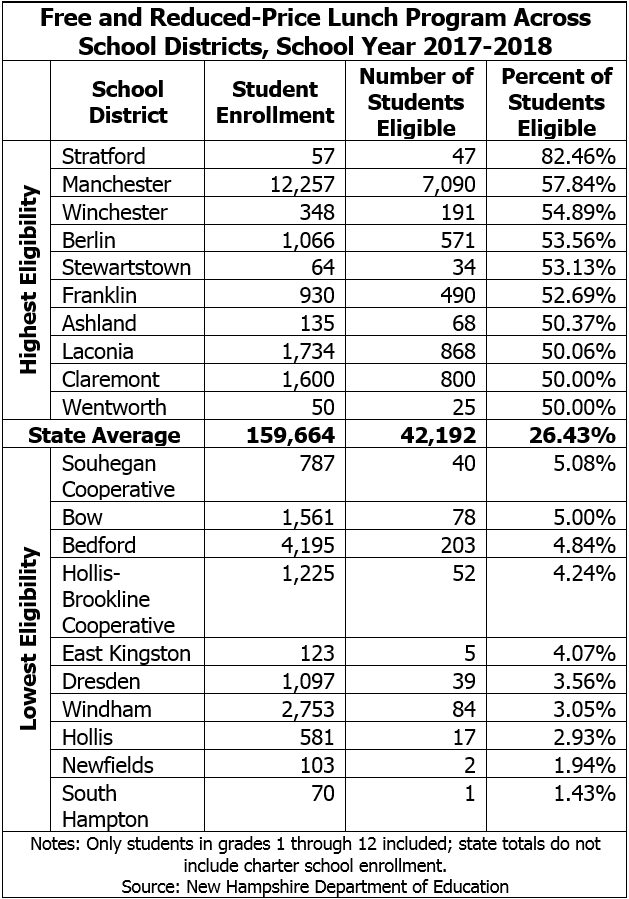 Free and Reduced-Price Lunch Program Across
School Districts, School Year 2017-2018
School District Student Enrollment Number of Students Eligible Percent of Students Eligible
Highest Eligibility
Stratford 57 47 82.46%
Manchester 12,257 7,090 57.84%
Winchester 348 191 54.89%
Berlin 1,066 571 53.56%
Stewartstown 64 34 53.13%
Franklin 930 490 52.69%
Ashland 135 68 50.37%
Laconia 1,734 868 50.06%
Claremont 1,600 800 50.00%
Wentworth 50 25 50.00%
State Average 159,664 42,192 26.43%
Lowest Eligibility
Souhegan Cooperative 787 40 5.08%
Bow 1,561 78 5.00%
Bedford 4,195 203 4.84%
Hollis-Brookline Cooperative 1,225 52 4.24%
East Kingston 123 5 4.07%
Dresden 1,097 39 3.56%
Windham 2,753 84 3.05%
Hollis 581 17 2.93%
Newfields 103 2 1.94%
South Hampton 70 1 1.43%
Notes: Only students in grades 1 through 12 included; state totals do not
include charter school enrollment.
Source: New Hampshire Department of Education